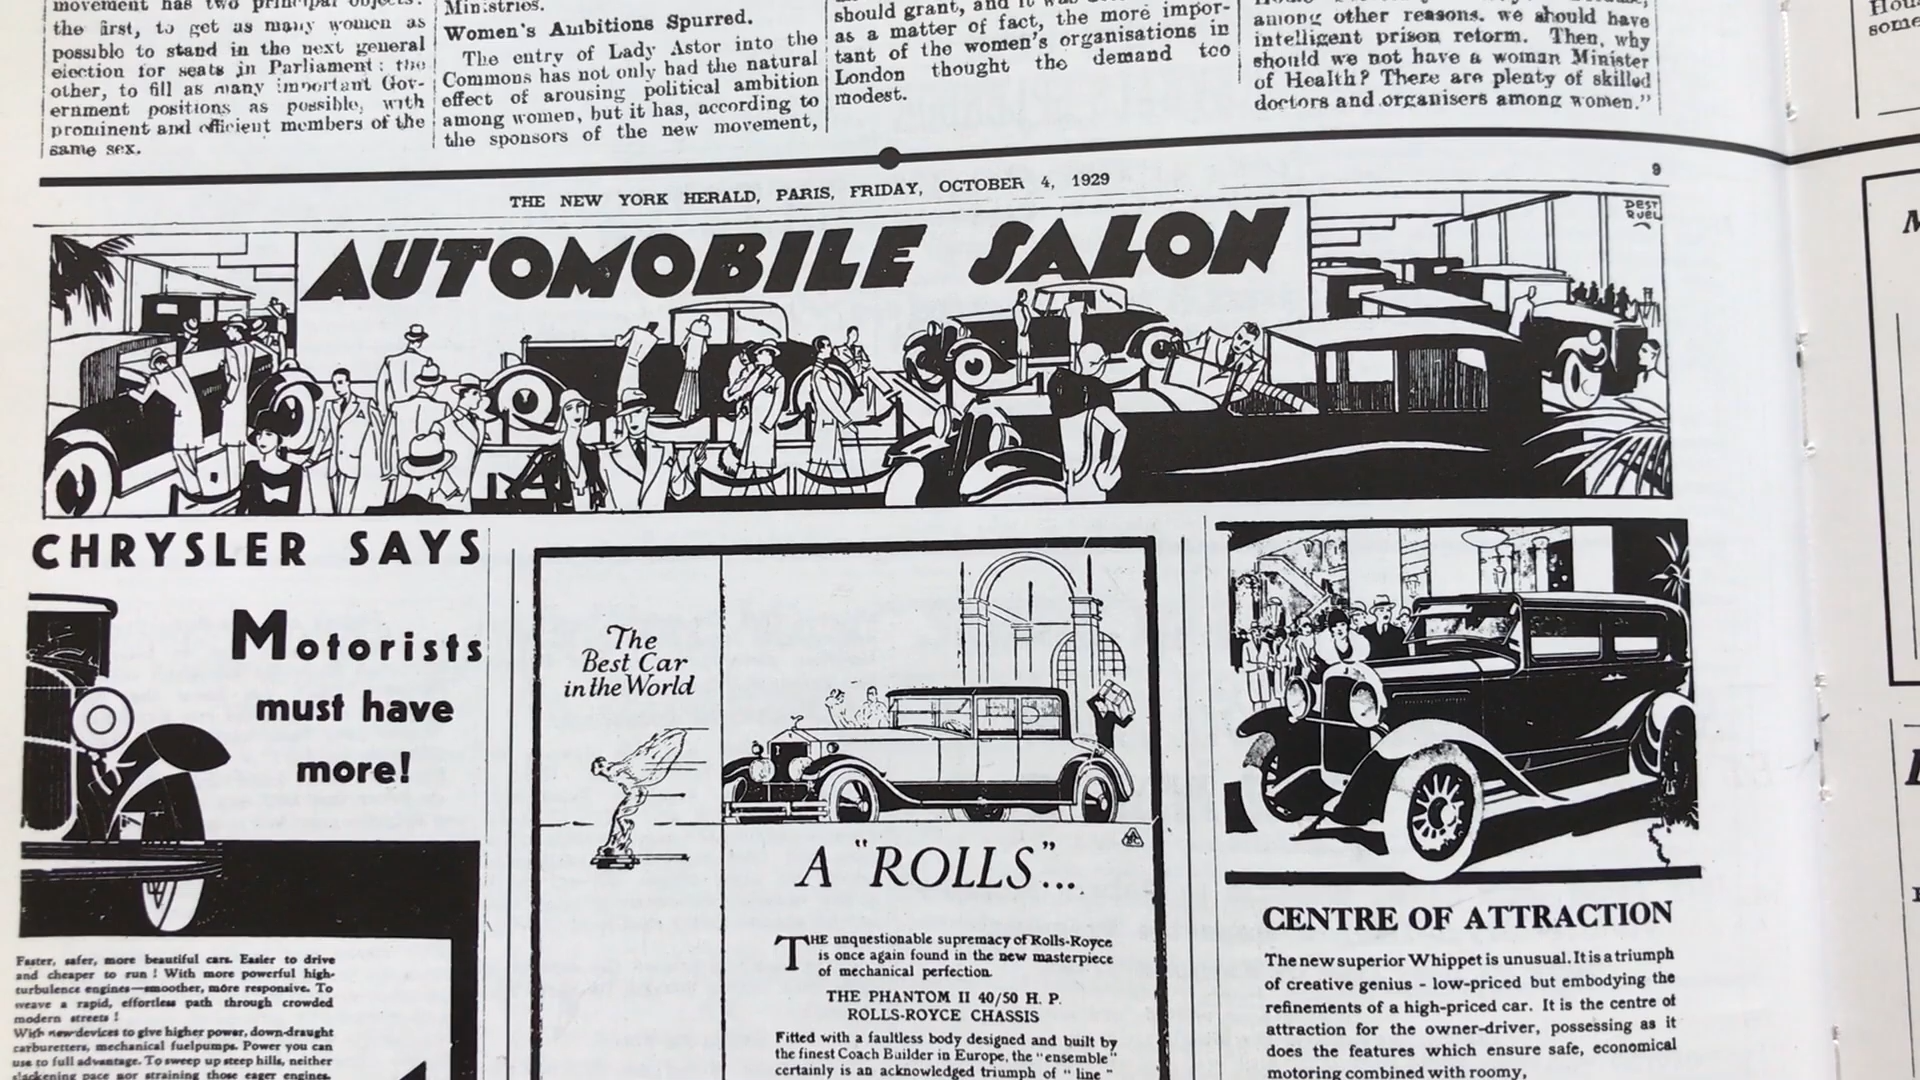 movement has two principal objects:
the first, to get as many women as
possible to stand in the next general
election for seats in Parliament; the
other, to fill as many important Gov-
ernment positions as possible, with
prominent and efficient members of the
same sex.
Ministries.
Women's Ambitions Spurred.
The entry of Lady Astor into the
Commons has not only had the natural
effect of arousing political ambition
among women, but it has, according to
the sponsors of the new movement,
should grant, and it was
as a matter of fact, the more impor-
tant of the women's organisations in
London thought the demand too
modest.
among other reasons. we should have
intelligent prison reform. Then, why
should we not have a woman Minister
of Health? There are plenty of skilled
doctors and organisers among women."
THE NEW YORK HERALD, PARIS, FRIDAY, OCTOBER 4, 1929
9
AUTOMOBILE SALON
DEST
RUEL
CHRYSLER SAYS
Motorists
must have
more!
Faster, safer, more beautiful cars. Easier to drive
and cheaper to run! With more powerful high-
turbulence engines—smoother, more responsive. To
weave a rapid, effortless path through crowded
modern streets!
With new devices to give higher power, down-draught
carburetters, mechanical fuelpumps. Power you can
use to full advantage. To sweep up steep hills, neither
slackening pace nor straining those eager engines.
The
Best Car
in the World
A "ROLLS"...
THE unquestionable supremacy of Rolls-Royce
is once again found in the new masterpiece
of mechanical perfection.
THE PHANTOM II 40/50 H. P.
ROLLS-ROYCE CHASSIS
Fitted with a faultless body designed and built by
the finest Coach Builder in Europe, the "ensemble"
certainly is an acknowledged triumph of "line"
CENTRE OF ATTRACTION
The new superior Whippet is unusual. It is a triumph
of creative genius - low-priced but embodying the
refinements of a high-priced car. It is the centre of
attraction for the owner-driver, possessing as it
does the features which ensure safe, economical
motoring combined with roomy,